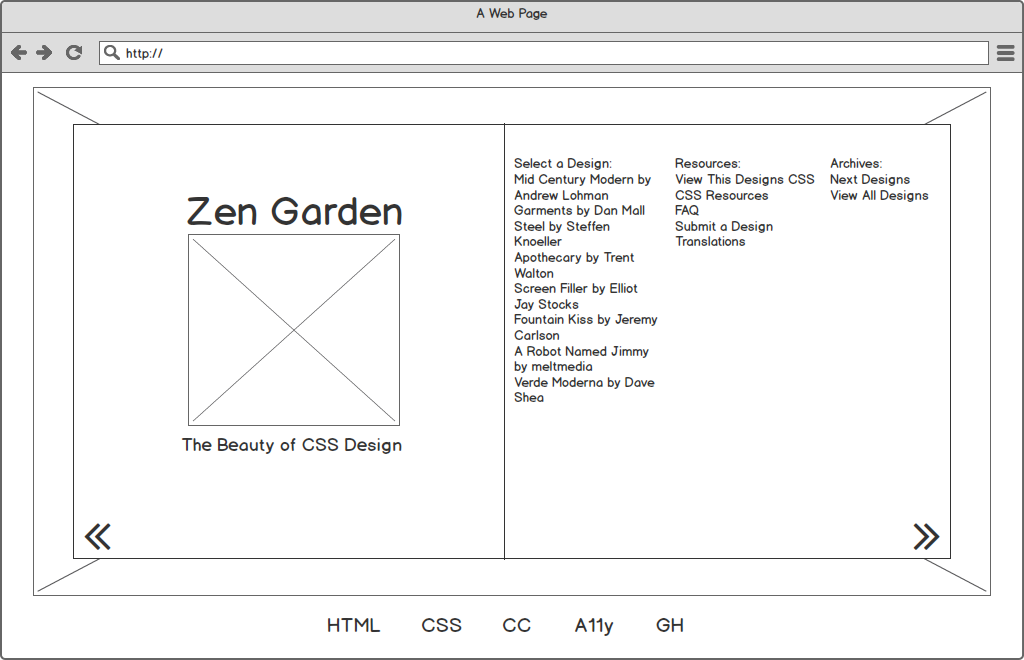 A Web Page
http://
Zen Garden
The Beauty of CSS Design
Select a Design:
Mid Century Modern by
Andrew Lohman
Garments by Dan Mall
Steel by Steffen
Knoeller
Apothecary by Trent
Walton
Screen Filler by Elliot
Jay Stocks
Fountain Kiss by Jeremy
Carlson
A Robot Named Jimmy
by meltmedia
Verde Moderna by Dave
Shea
Resources:
View This Designs CSS
CSS Resources
FAQ
Submit a Design
Translations
Archives:
Next Designs
View All Designs
HTML CSS CC A11y GH